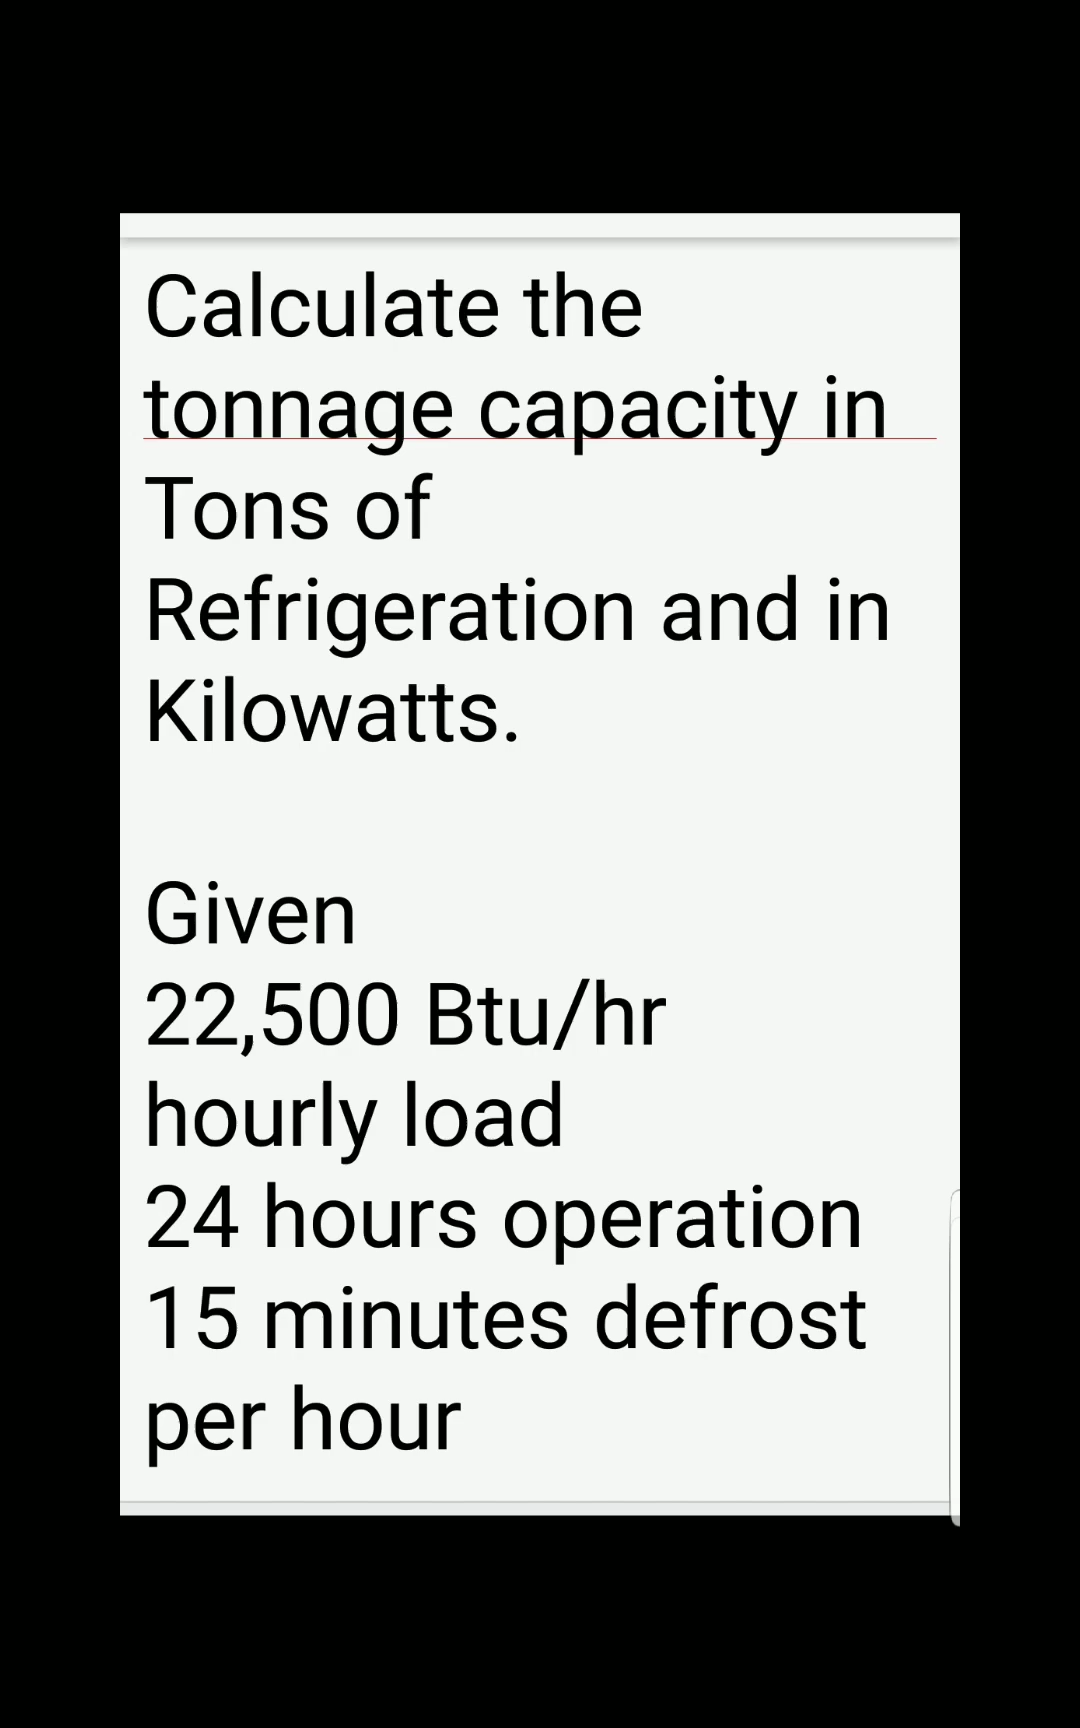 Calculate the
tonnage capacity in
Tons of
Refrigeration and in
Kilowatts.
Given
22,500 Btu/hr
hourly load
24 hours operation
15 minutes defrost
per hour